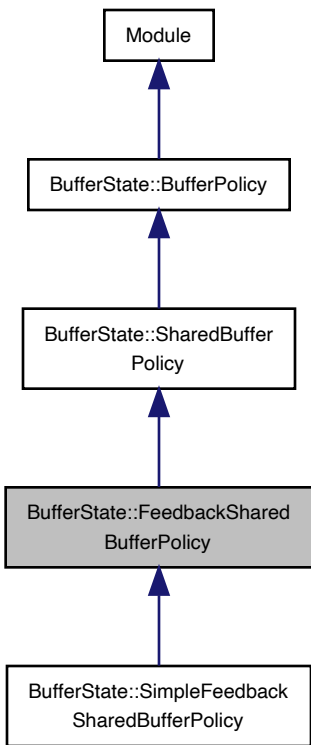 Module
BufferState::BufferPolicy
BufferState::SharedBuffer
Policy
BufferState::FeedbackShared
BufferPolicy
BufferState::SimpleFeedback
SharedBufferPolicy